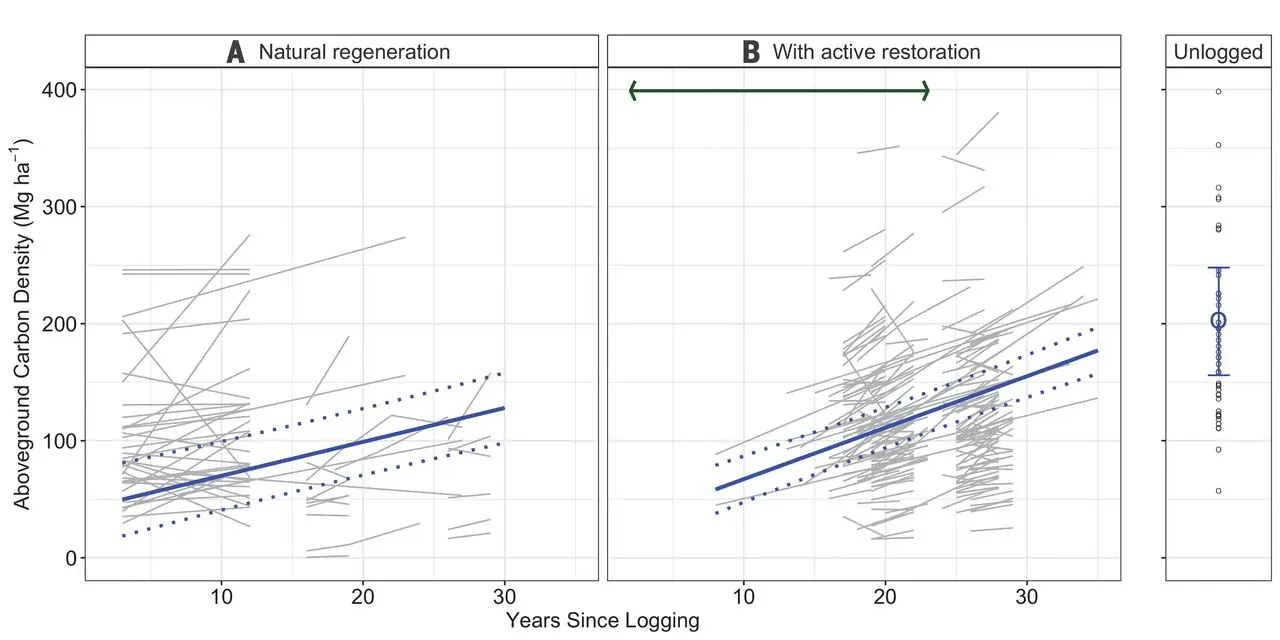 A Natural regeneration
B With active restoration
Unlogged
Aboveground Carbon Density (Mg ha⁻¹)
400
300
200
100
0
10 20 30
10 20 30
Years Since Logging